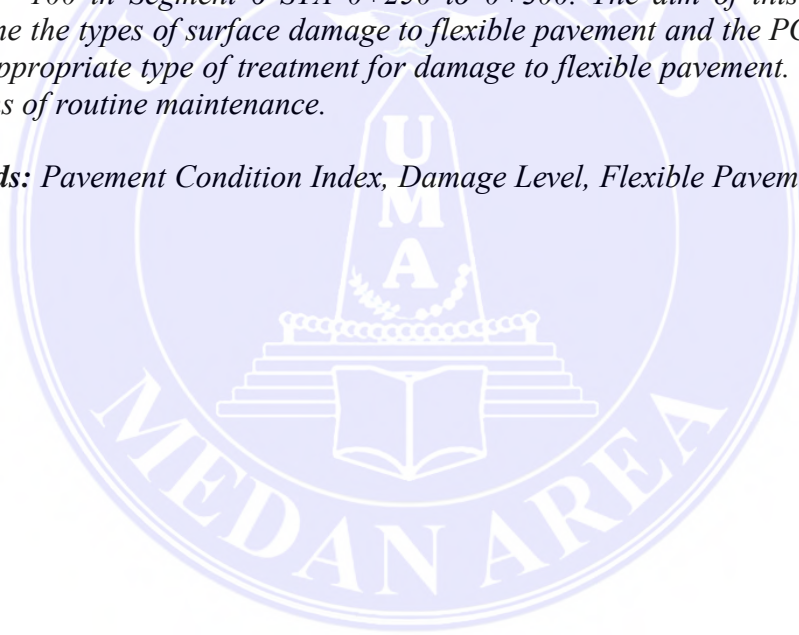 100 in Segment 6 STA 0+250 to 0+300. The aim of this
ne the types of surface damage to flexible pavement and the PC
ppropriate type of treatment for damage to flexible pavement.
s of routine maintenance.
ds: Pavement Condition Index, Damage Level, Flexible Pavem
U
M
A
MEDAN AREA